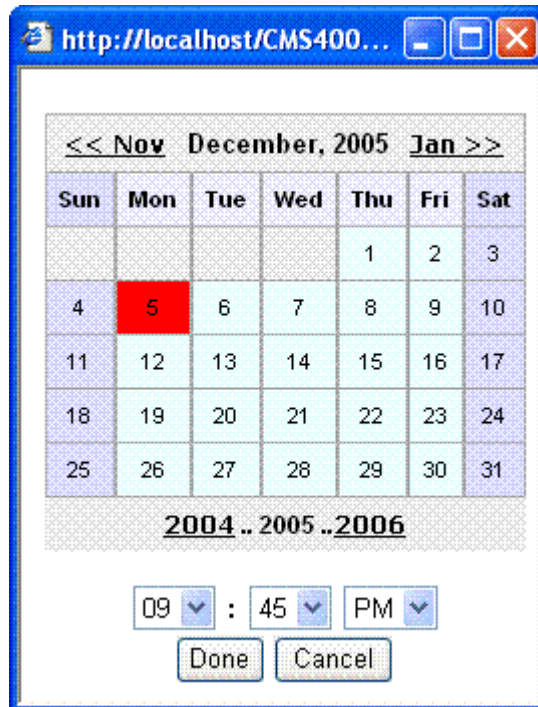 http://localhost/CMS400...
<< Nov December, 2005 Jan >>
Sun Mon Tue Wed Thu Fri Sat
1 2 3
4 5 6 7 8 9 10
11 12 13 14 15 16 17
18 19 20 21 22 23 24
25 26 27 28 29 30 31
2004 .. 2005 ..2006
09 : 45 PM
Done Cancel